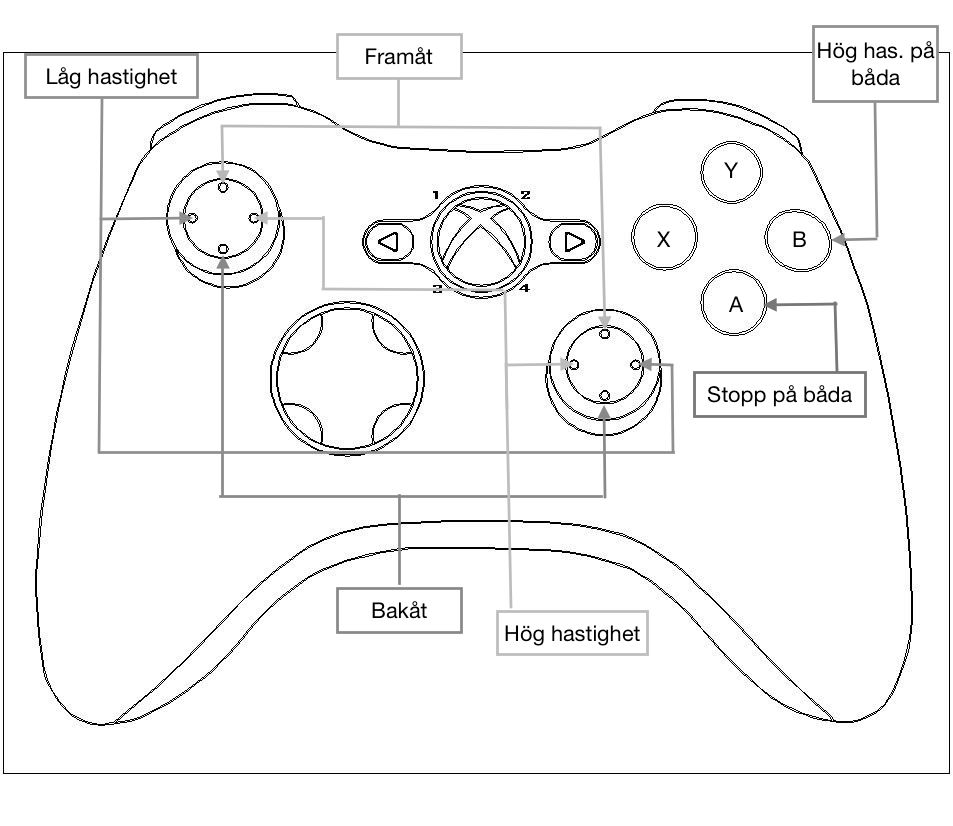 Framåt
Hög has. på
båda
Låg hastighet
Y
1
2
X
B
3
4
A
Stopp på båda
Bakåt
Hög hastighet